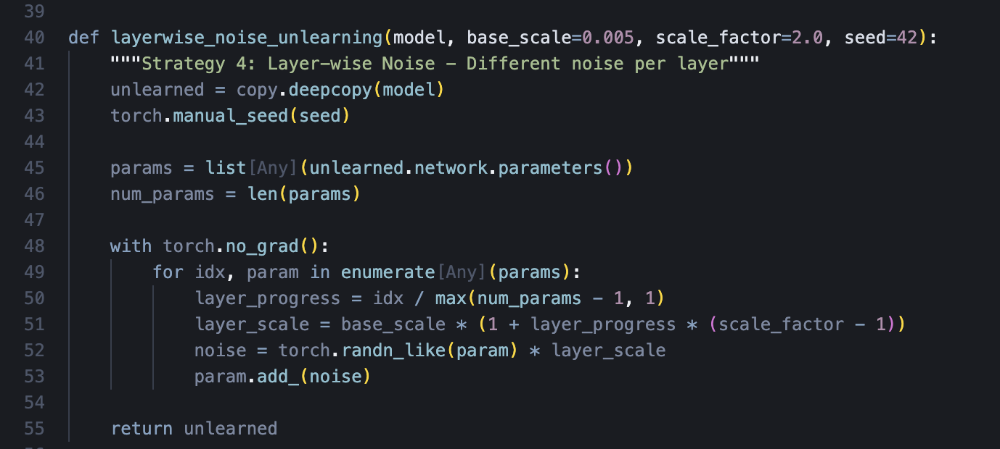 39
40 def layerwise_noise_unlearning(model, base_scale=0.005, scale_factor=2.0, seed=42):
41     """Strategy 4: Layer-wise Noise - Different noise per layer"""
42     unlearned = copy.deepcopy(model)
43     torch.manual_seed(seed)
44
45     params = list[Any](unlearned.network.parameters())
46     num_params = len(params)
47
48     with torch.no_grad():
49         for idx, param in enumerate[Any](params):
50             layer_progress = idx / max(num_params - 1, 1)
51             layer_scale = base_scale * (1 + layer_progress * (scale_factor - 1))
52             noise = torch.randn_like(param) * layer_scale
53             param.add_(noise)
54
55     return unlearned